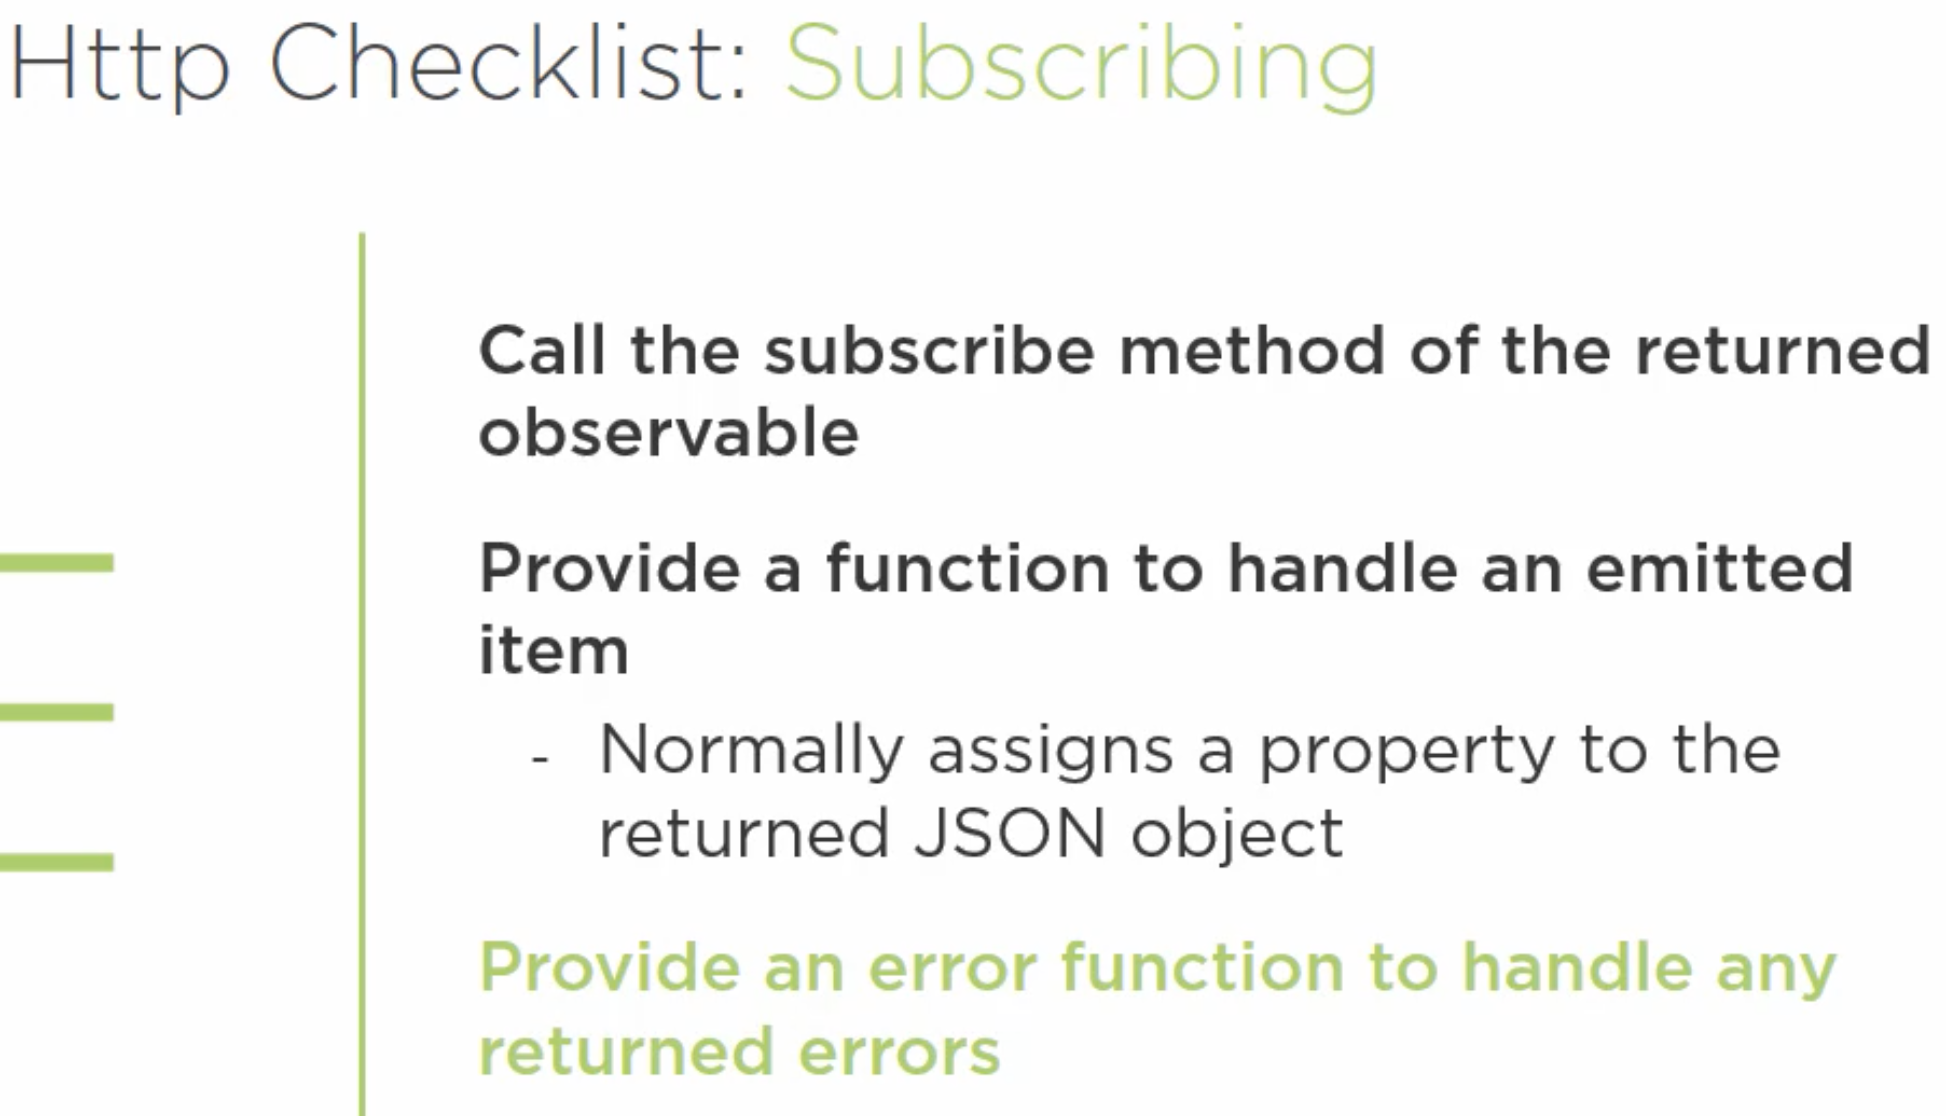 Http Checklist: Subscribing
Call the subscribe method of the returned
observable
Provide a function to handle an emitted
item
- Normally assigns a property to the
returned JSON object
Provide an error function to handle any
returned errors